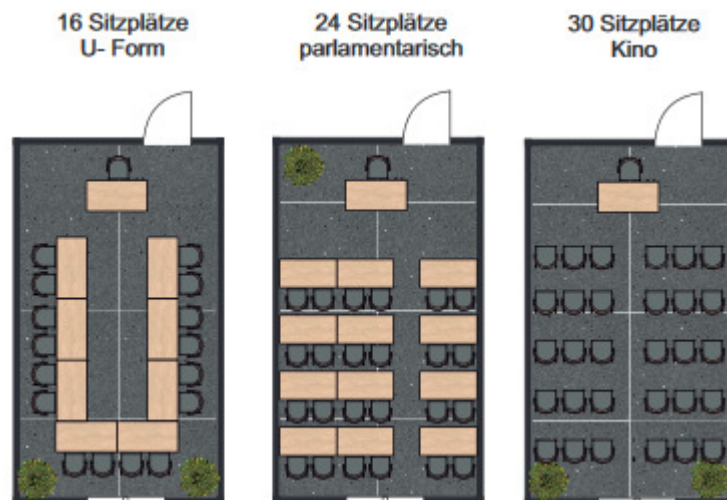 16 Sitzplätze
U- Form
24 Sitzplätze
parlamentarisch
30 Sitzplätze
Kino